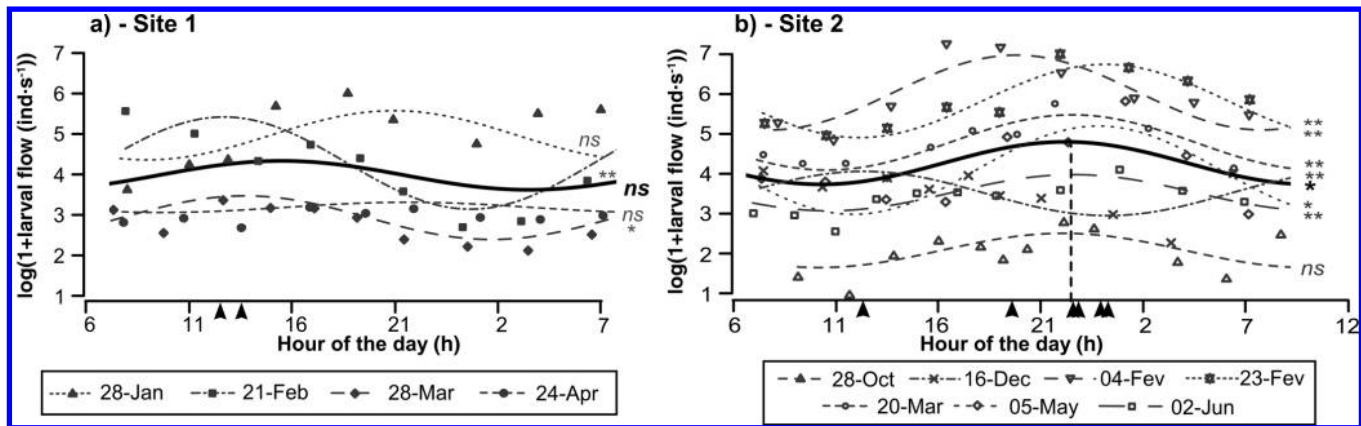 a) - Site 1
log(1+larval flow (ind·s⁻¹))
7
6
5
4
3
2
1
ns
**
ns
ns
*
6 11 16 21 2 7
Hour of the day (h)
28-Jan 21-Feb 28-Mar 24-Apr
b) - Site 2
log(1+larval flow (ind·s⁻¹))
7
6
5
4
3
2
1
**
**
**
**
*
*
**
ns
6 11 16 21 2 7 12
Hour of the day (h)
28-Oct 16-Dec 04-Fev 23-Fev
20-Mar 05-May 02-Jun